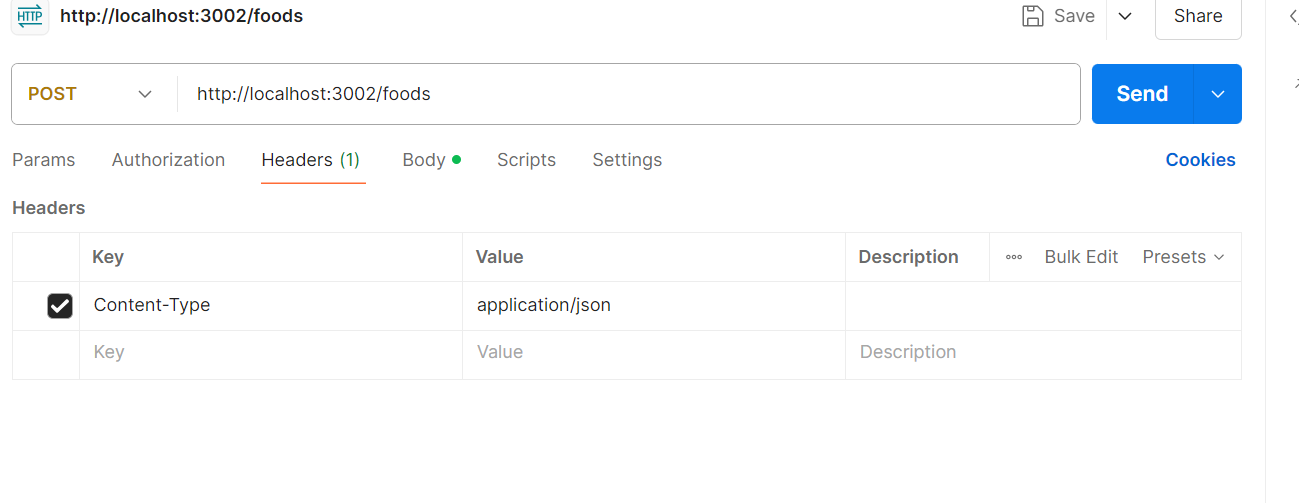 HTTP http://localhost:3002/foods Save Share
POST http://localhost:3002/foods Send
Params Authorization Headers (1) Body Scripts Settings Cookies
Headers
Key Value Description Bulk Edit Presets
Content-Type application/json
Key Value Description